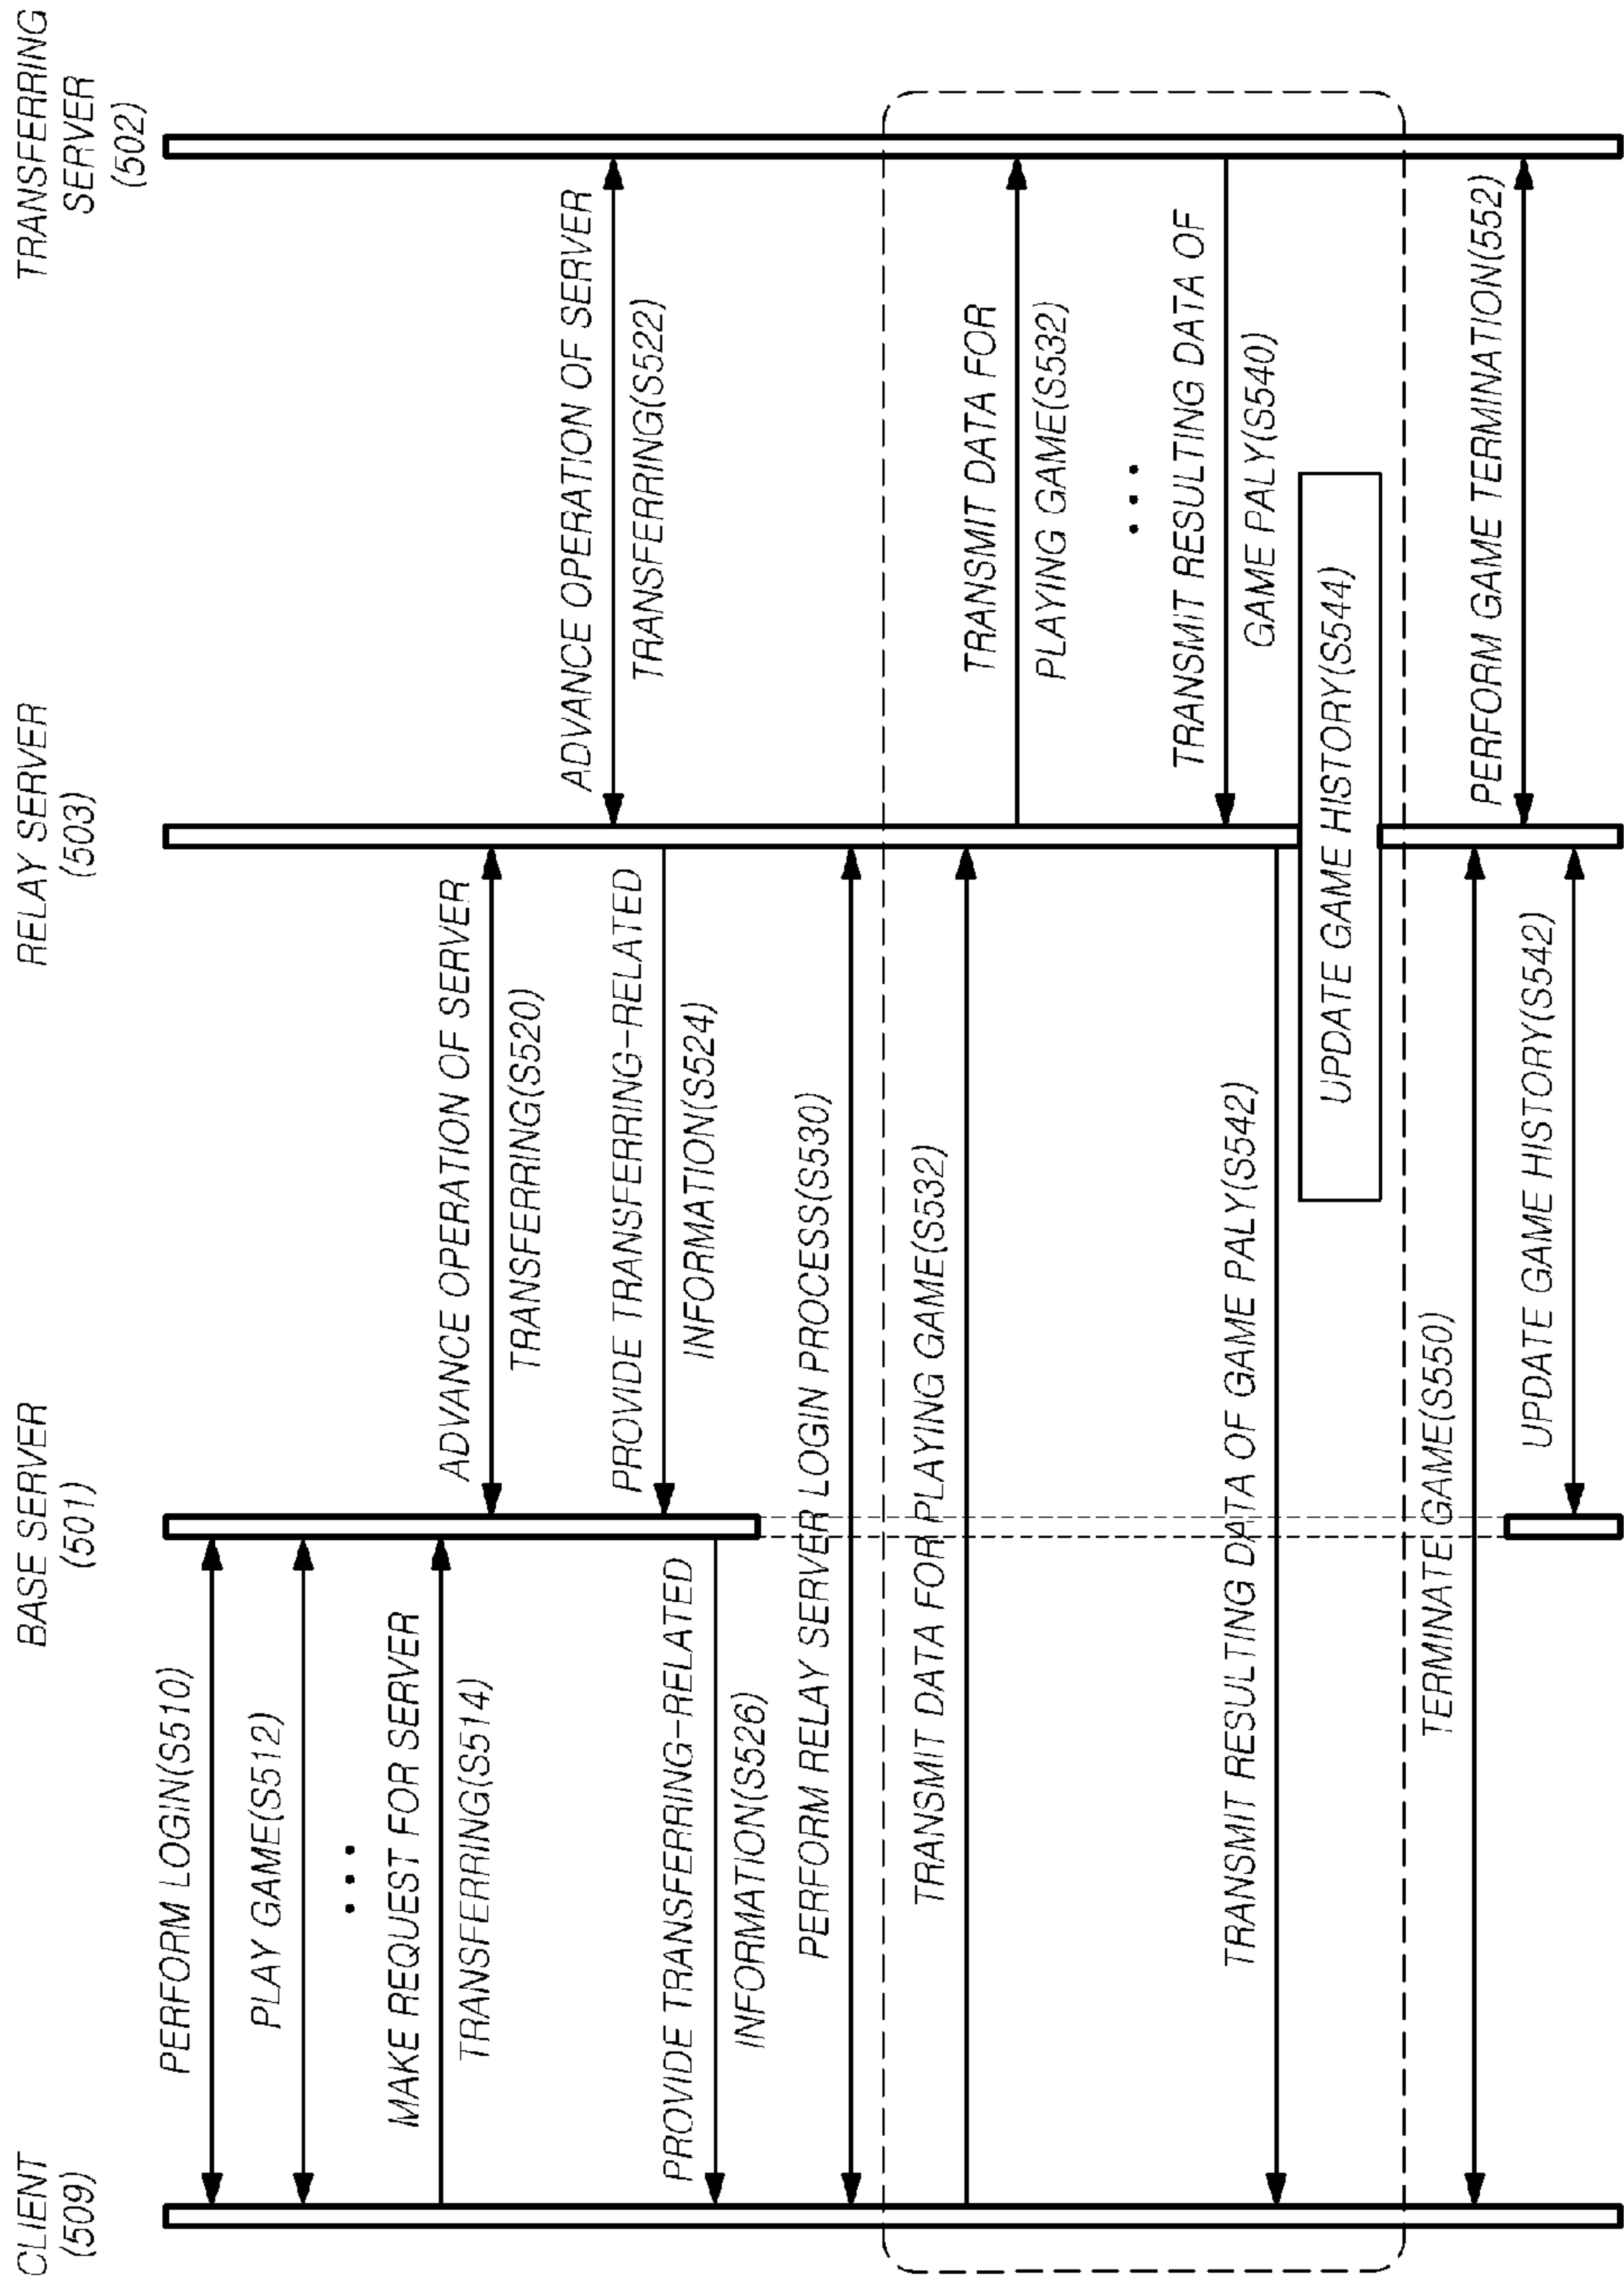 CLIENT
(509)
BASE SERVER
(501)
RELAY SERVER
(503)
TRANSFERRING
SERVER
(502)
PERFORM LOGIN(S510)
PLAY GAME(S512)
MAKE REQUEST FOR SERVER
TRANSFERRING(S514)
ADVANCE OPERATION OF SERVER
TRANSFERRING(S520)
ADVANCE OPERATION OF SERVER
TRANSFERRING(S522)
PROVIDE TRANSFERRING-RELATED
INFORMATION(S524)
PROVIDE TRANSFERRING-RELATED
INFORMATION(S526)
PERFORM RELAY SERVER LOGIN PROCESS(S530)
TRANSMIT DATA FOR PLAYING GAME(S532)
TRANSMIT DATA FOR
PLAYING GAME(S532)
TRANSMIT RESULTING DATA OF
GAME PALY(S540)
TRANSMIT RESULTING DATA OF GAME PALY(S542)
UPDATE GAME HISTORY(S544)
TERMINATE GAME(S550)
PERFORM GAME TERMINATION(552)
UPDATE GAME HISTORY(S542)